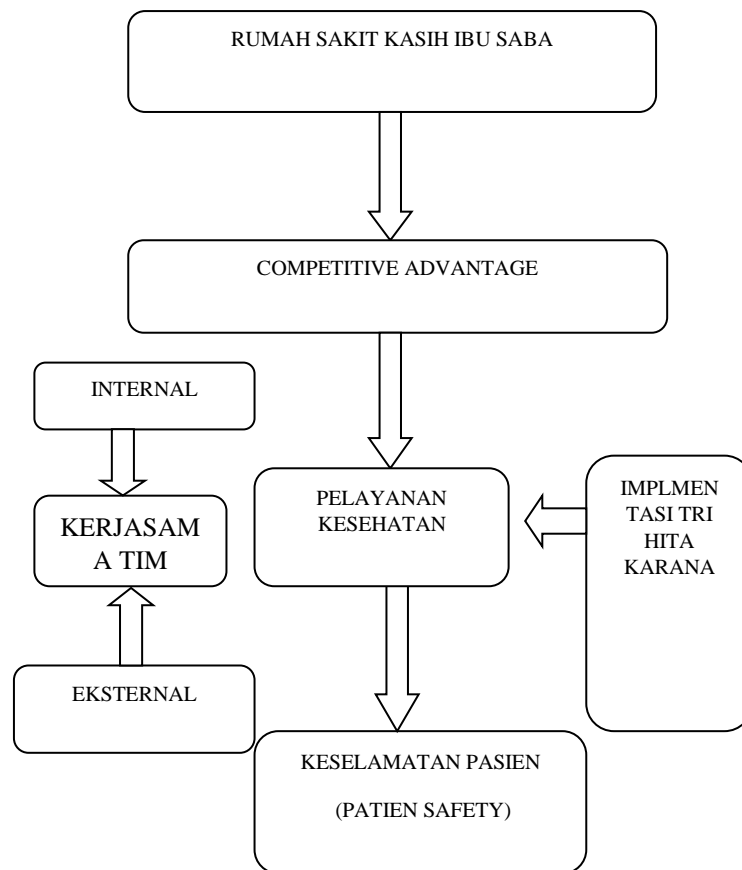 RUMAH SAKIT KASIH IBU SABA
COMPETITIVE ADVANTAGE
INTERNAL
KERJASAM
A TIM
EKSTERNAL
PELAYANAN
KESEHATAN
IMPLMEN
TASI TRI
HITA
KARANA
KESELAMATAN PASIEN
(PATIEN SAFETY)